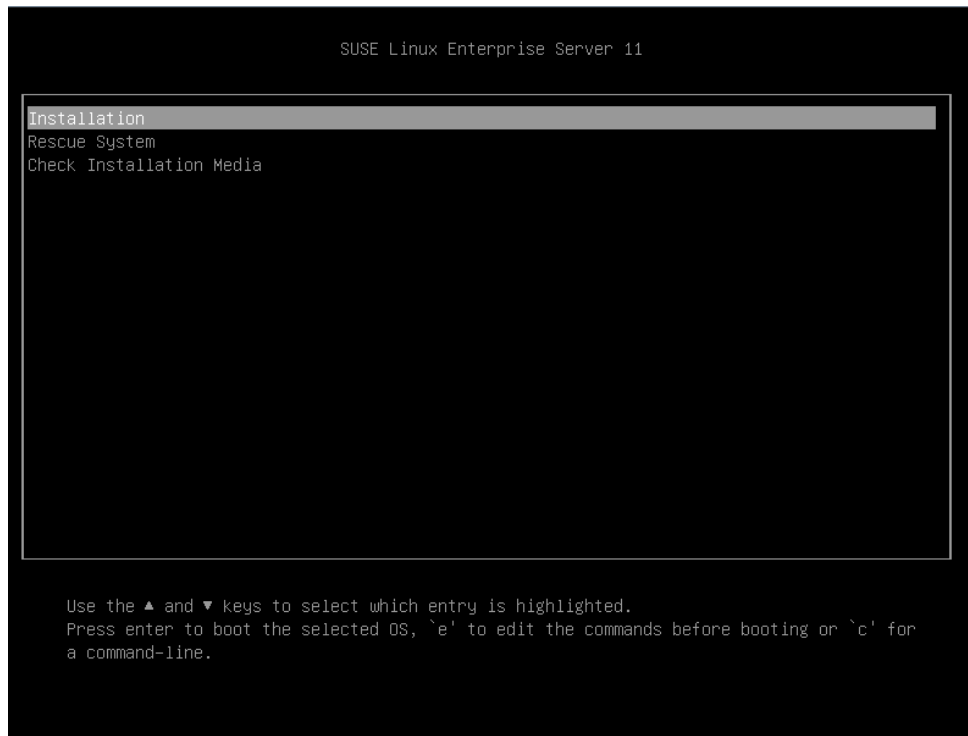 SUSE Linux Enterprise Server 11
Installation
Rescue System
Check Installation Media
Use the ▲ and ▼ keys to select which entry is highlighted.
Press enter to boot the selected OS, `e' to edit the commands before booting or `c' for
a command-line.